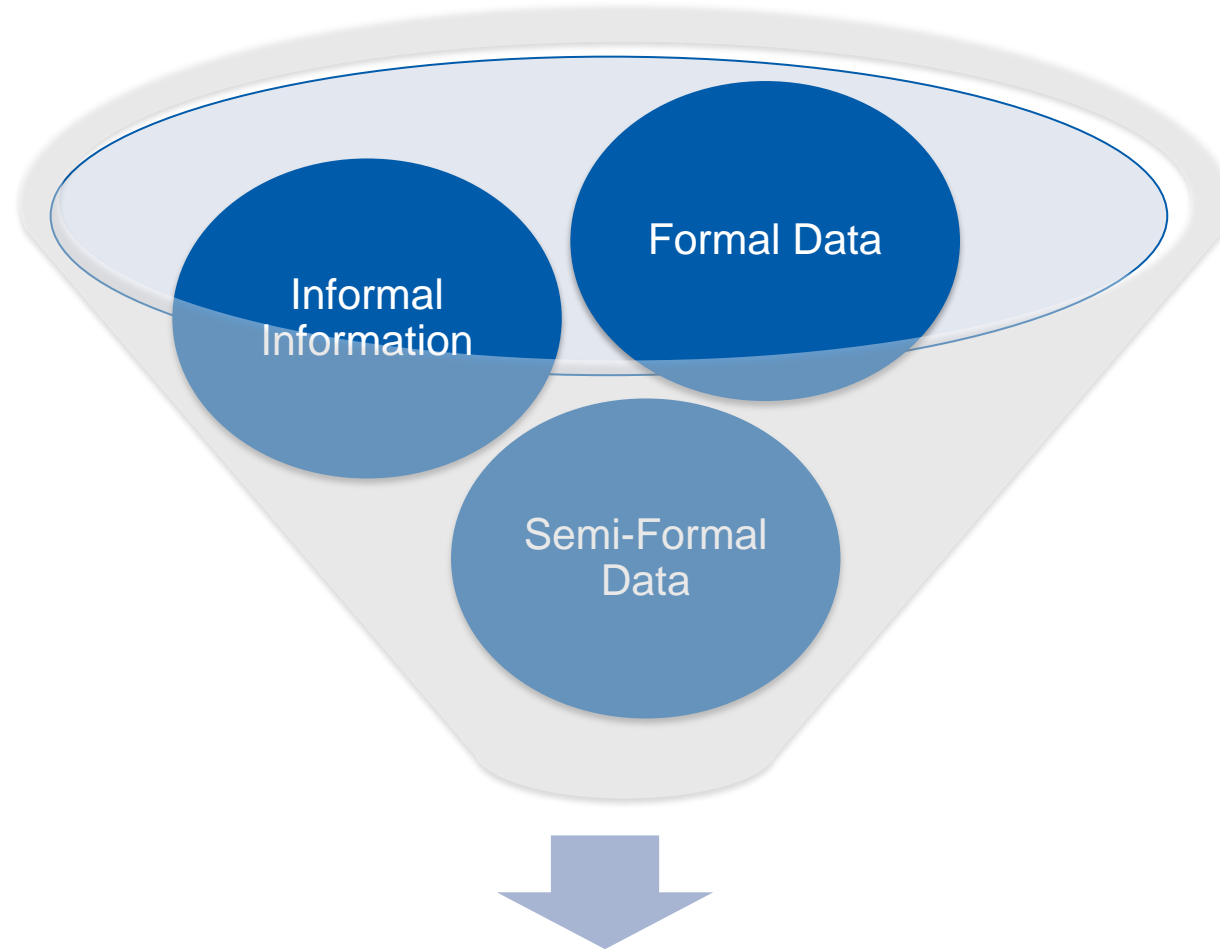 Formal Data
Informal
Information
Semi-Formal
Data